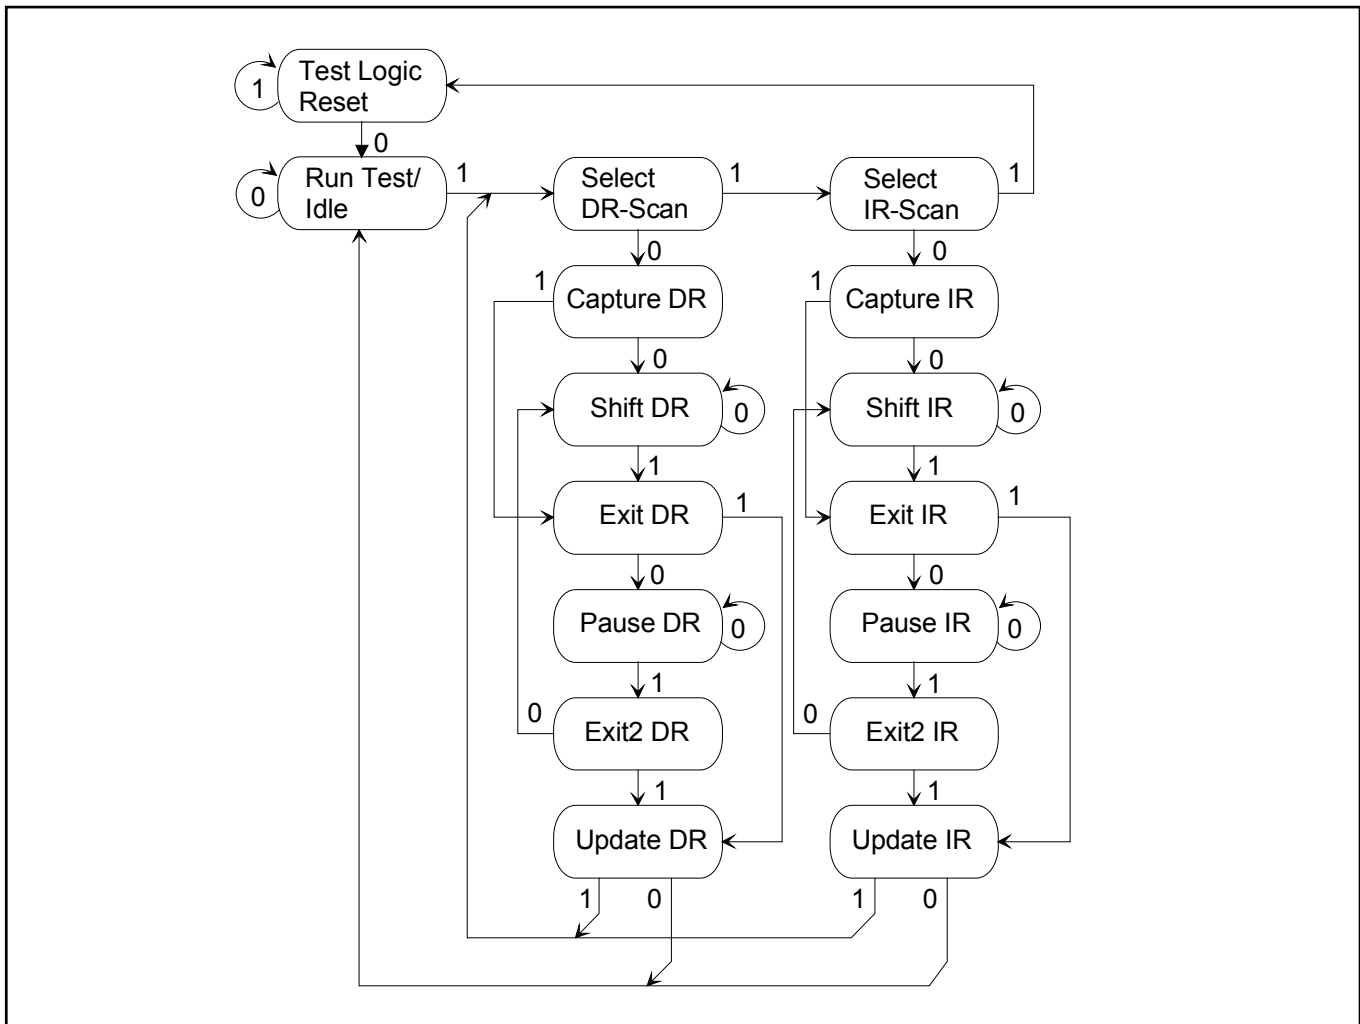 Test Logic
Reset
1
0
Run Test/
Idle
0
1
Select
DR-Scan
1
Select
IR-Scan
1
0
0
1
Capture DR
1
Capture IR
0
0
Shift DR
0
Shift IR
0
1
1
Exit DR
1
Exit IR
1
0
0
Pause DR
0
Pause IR
0
1
1
0
Exit2 DR
0
Exit2 IR
1
1
Update DR
Update IR
1
0
1
0